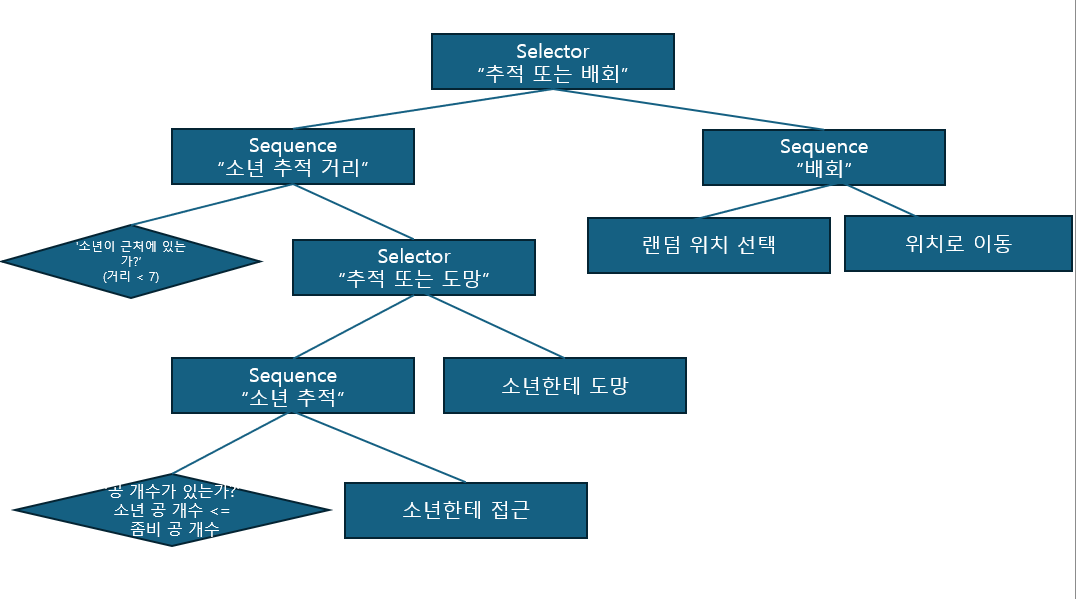 Selector
"추적 또는 배회"
Sequence
"소년 추적 거리"
Sequence
"배회"
'소년이 근처에 있는
가?'
(거리 < 7)
Selector
"추적 또는 도망"
랜덤 위치 선택
위치로 이동
Sequence
"소년 추적"
소년한테 도망
'공 개수가 있는가?'
소년 공 개수 <=
좀비 공 개수
소년한테 접근